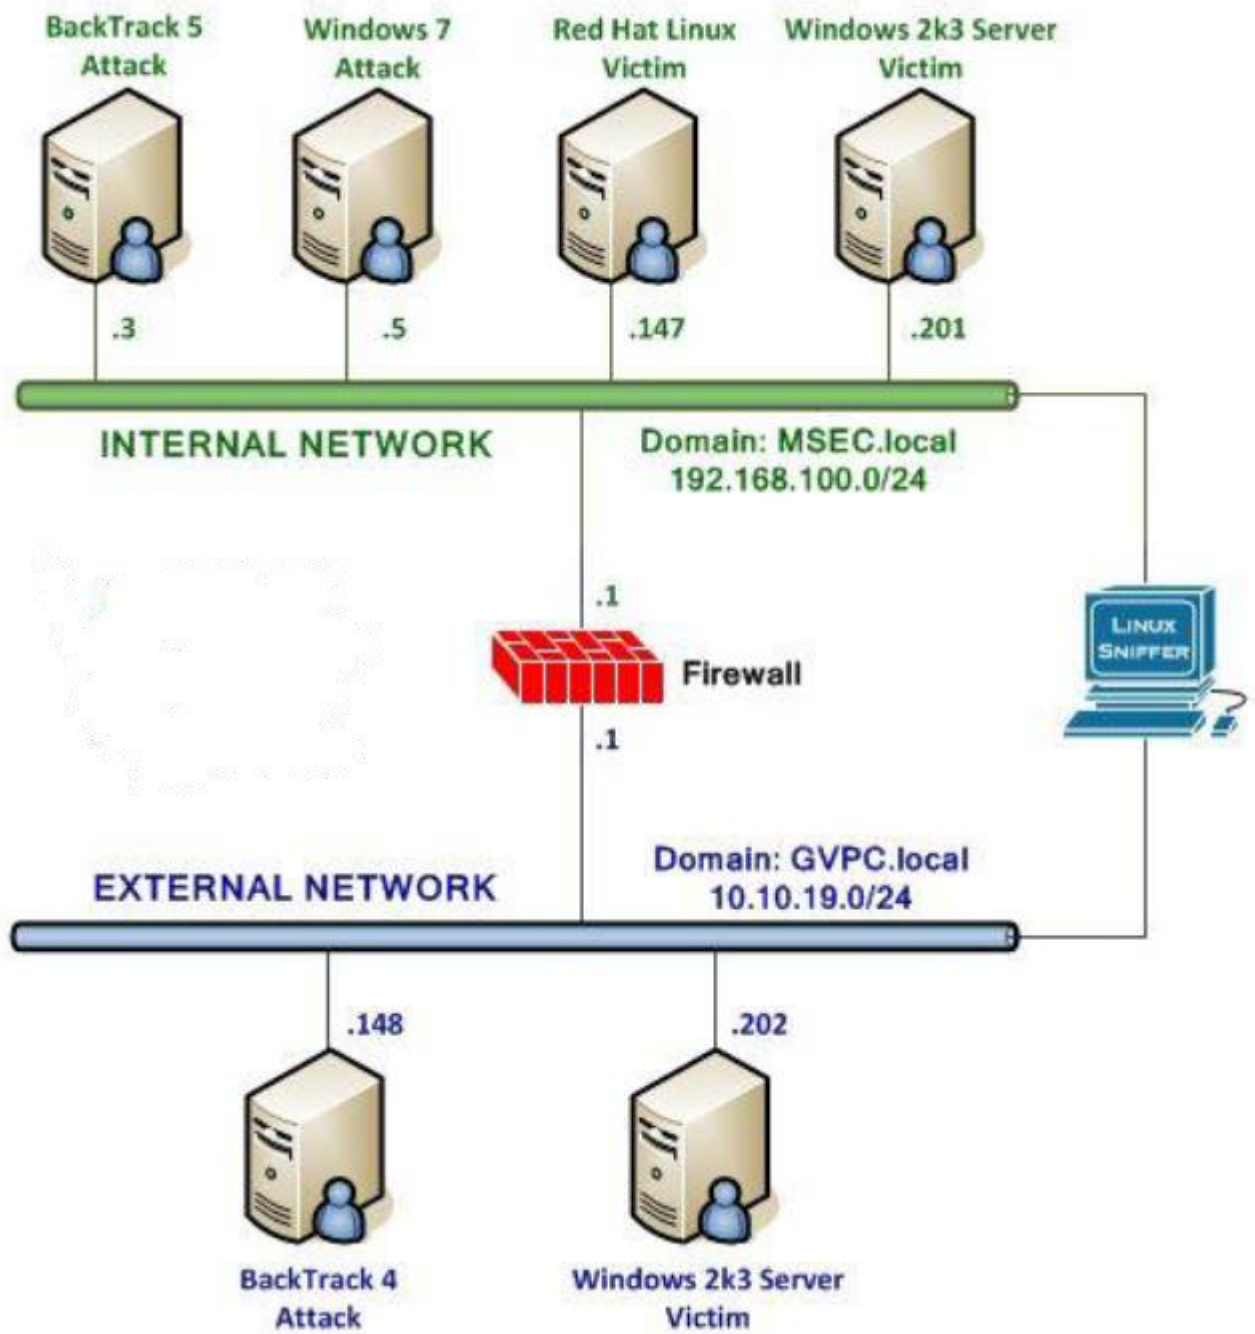 BackTrack 5
Attack
Windows 7
Attack
Red Hat Linux
Victim
Windows 2k3 Server
Victim
.3
.5
.147
.201
INTERNAL NETWORK
Domain: MSEC.local
192.168.100.0/24
.1
Firewall
.1
LINUX
SNIFFER
EXTERNAL NETWORK
Domain: GVPC.local
10.10.19.0/24
.148
.202
BackTrack 4
Attack
Windows 2k3 Server
Victim